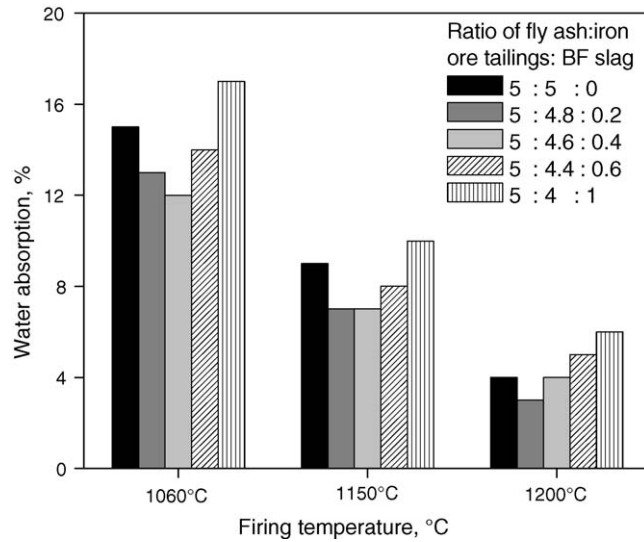 Ratio of fly ash:iron
ore tailings: BF slag
5 : 5 : 0
5 : 4.8 : 0.2
5 : 4.6 : 0.4
5 : 4.4 : 0.6
5 : 4 : 1
20
16
12
8
4
0
Water absorption, %
1060°C 1150°C 1200°C
Firing temperature, °C